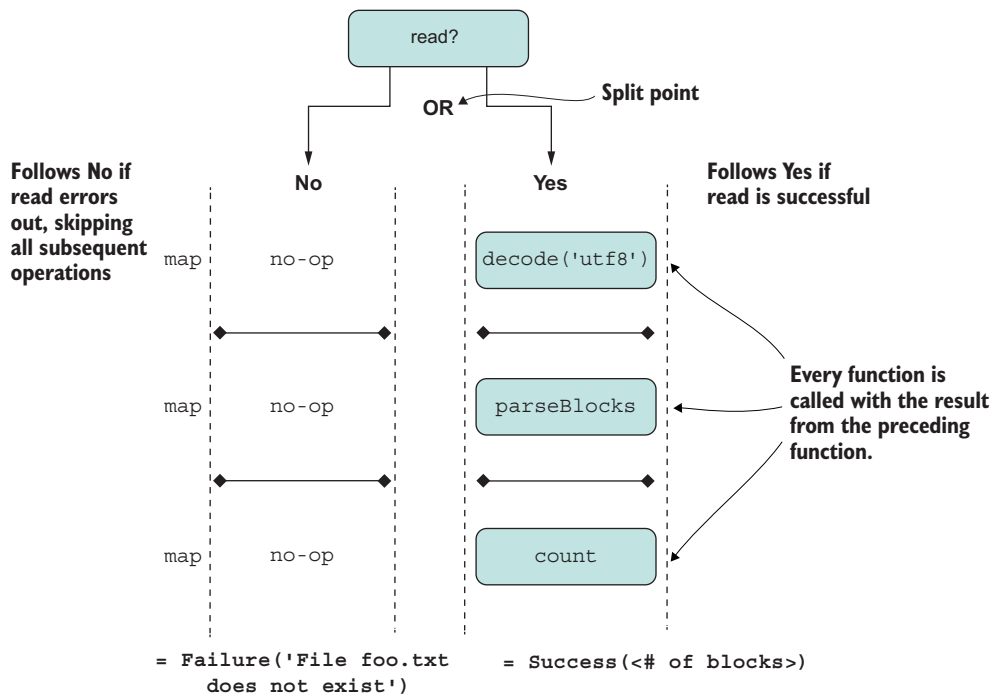 read?
OR
Split point
Follows No if
read errors
out, skipping
all subsequent
operations
No
Yes
Follows Yes if
read is successful
map
no-op
decode('utf8')
map
no-op
parseBlocks
Every function is
called with the result
from the preceding
function.
map
no-op
count
= Failure('File foo.txt
does not exist')
= Success(<# of blocks>)